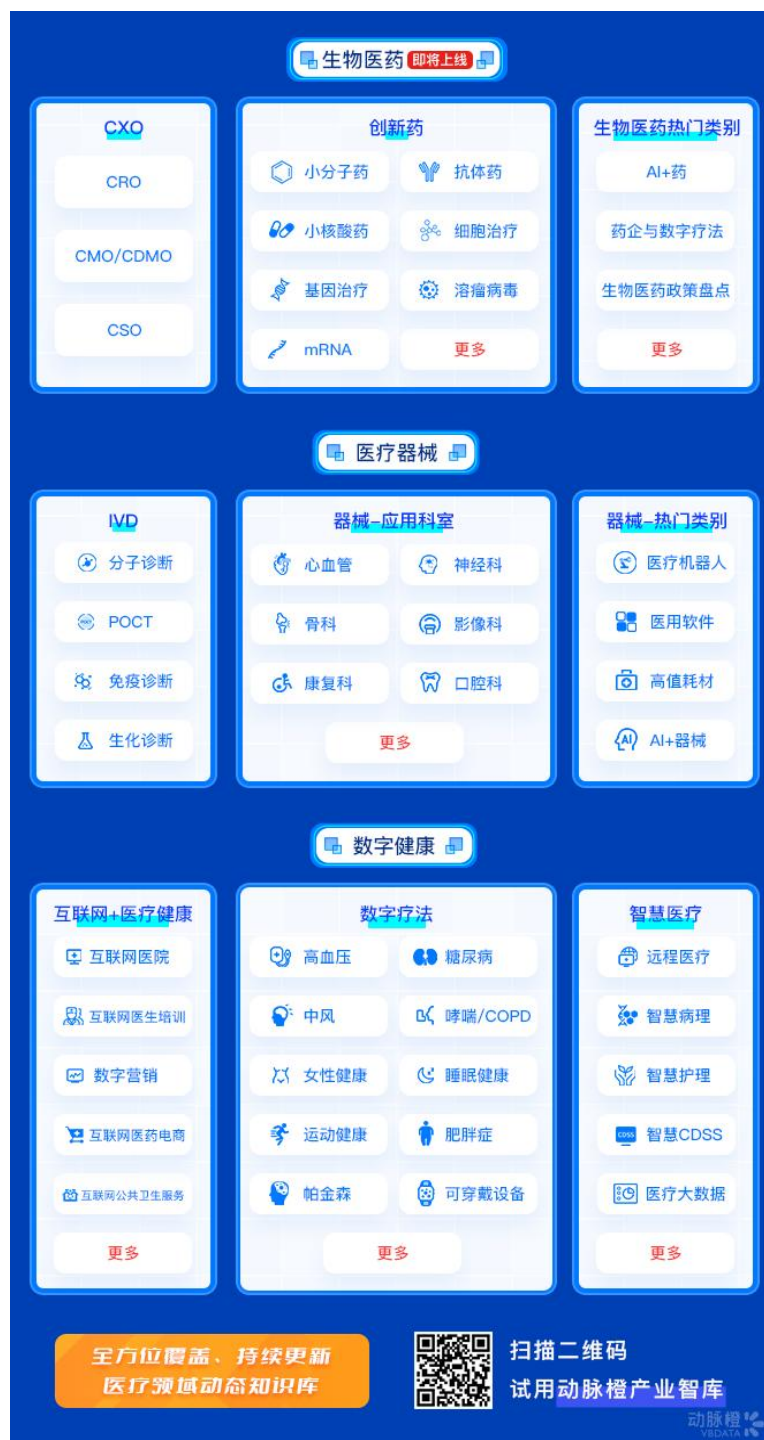 生物医药 即将上线
CXO
CRO
CMO/CDMO
CSO
创新药
小分子药 抗体药
小核酸药 细胞治疗
基因治疗 溶瘤病毒
mRNA 更多
生物医药热门类别
AI+药
药企与数字疗法
生物医药政策盘点
更多
医疗器械
IVD
分子诊断
POCT
免疫诊断
生化诊断
器械-应用科室
心血管 神经科
骨科 影像科
康复科 口腔科
更多
器械-热门类别
医疗机器人
医用软件
高值耗材
AI AI+器械
数字健康
互联网+医疗健康
互联网医院
互联网医生培训
数字营销
互联网医药电商
互联网公共卫生服务
更多
数字疗法
高血压 糖尿病
中风 哮喘/COPD
女性健康 睡眠健康
运动健康 肥胖症
帕金森 可穿戴设备
更多
智慧医疗
远程医疗
智慧病理
智慧护理
CDSS 智慧CDSS
医疗大数据
更多
全方位覆盖、持续更新
医疗领域动态知识库
扫描二维码
试用动脉橙产业智库
动脉橙
VBDATA